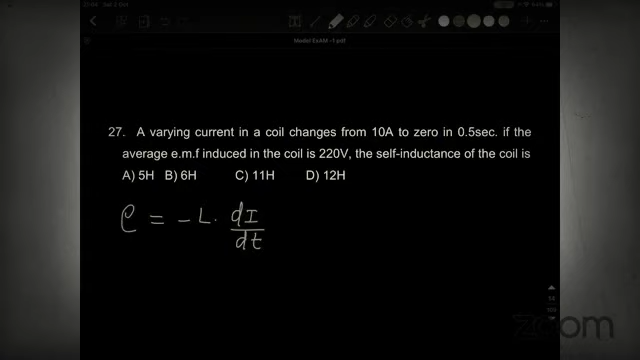 Model ExAM -1 pdf
27. A varying current in a coil changes from 10A to zero in 0.5sec. if the
average e.m.f induced in the coil is 220V, the self-inductance of the coil is
A) 5H B) 6H C) 11H D) 12H
e = - L. dI/dt
zoom